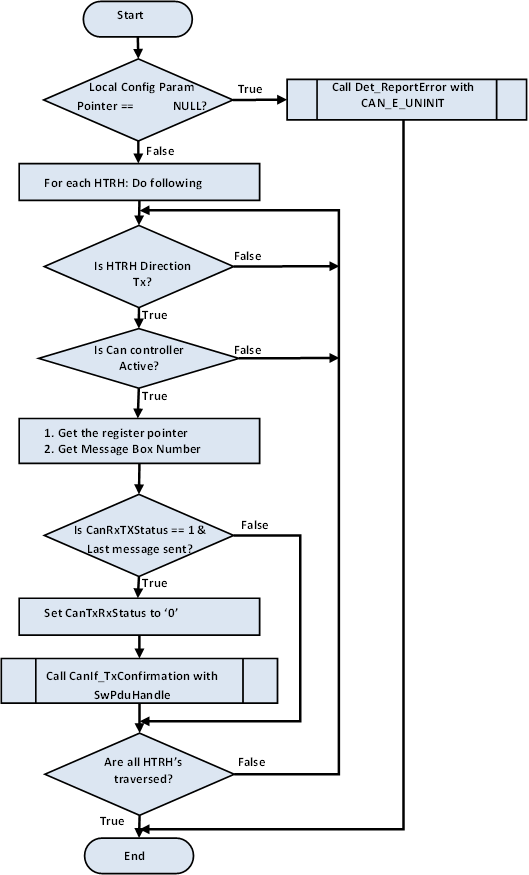 Start
Local Config Param
Pointer == NULL?
True
Call Det_ReportError with
CAN_E_UNINIT
False
For each HTRH: Do following
Is HTRH Direction
Tx?
False
True
Is Can controller
Active?
False
True
1. Get the register pointer
2. Get Message Box Number
Is CanRxTXStatus == 1 &
Last message sent?
False
True
Set CanTxRxStatus to ‘0’
Call CanIf_TxConfirmation with
SwPduHandle
Are all HTRH’s
traversed?
False
True
End